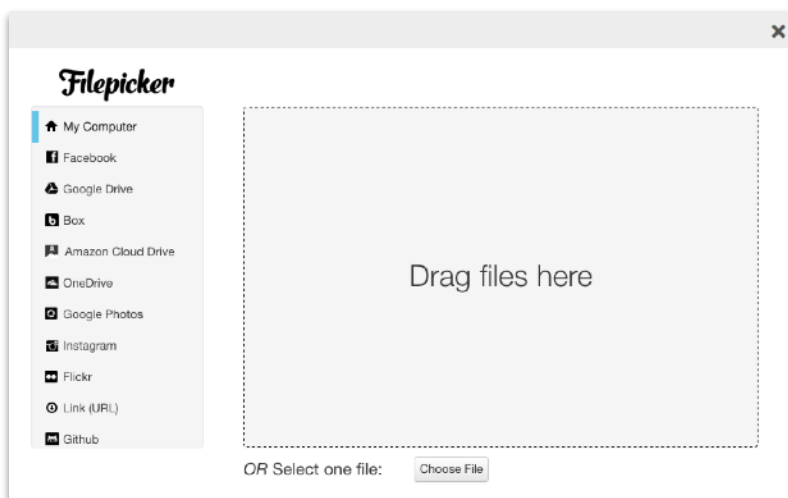 Filepicker
My Computer
Facebook
Google Drive
Box
Amazon Cloud Drive
OneDrive
Google Photos
Instagram
Flickr
Link (URL)
Github
Drag files here
OR Select one file:
Choose File